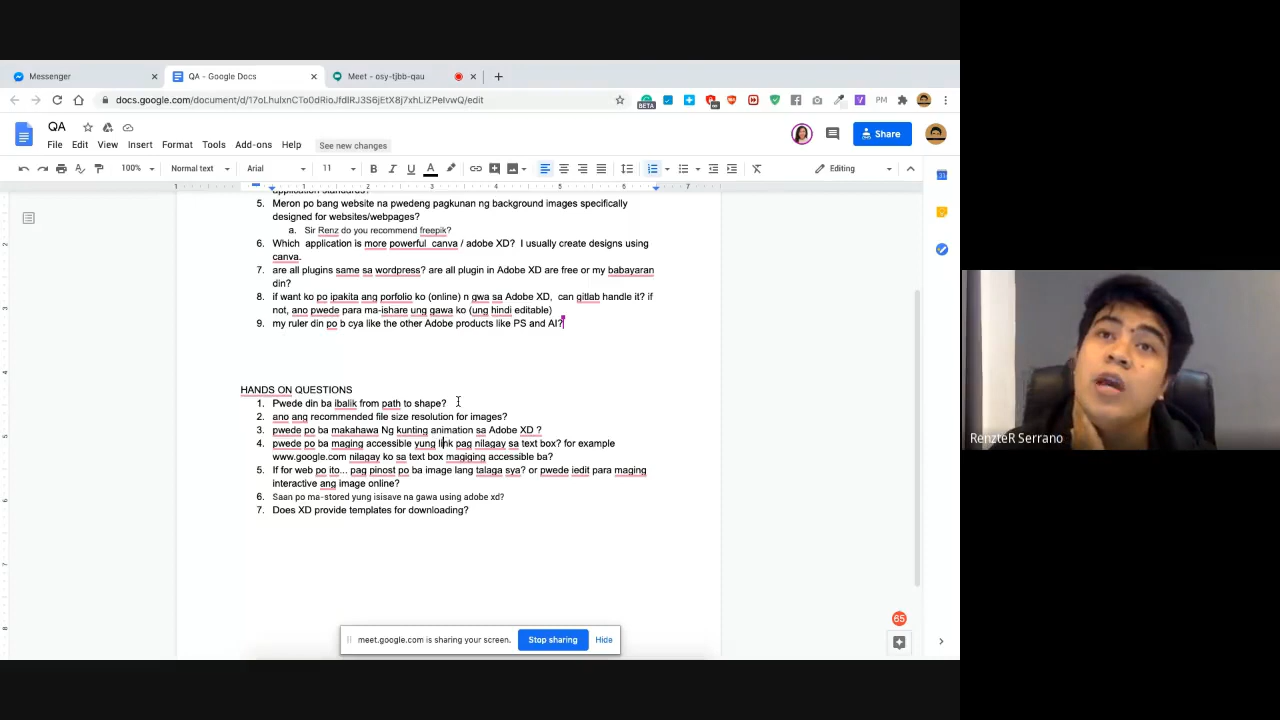 Messenger
QA - Google Docs
Meet - osy-tjbb-qau
QA
Share
File Edit View Insert Format Tools Add-ons Help
See new changes
100%
Normal text
Arial
11
Editing
BETA
PM
5. Meron po bang website na pwedeng pagkunan ng background images specifically
designed for websites/webpages?
a. Sir Renz do you recommend freepik?
6. Which application is more powerful canva / adobe XD? I usually create designs using
canva.
7. are all plugins same sa wordpress? are all plugin in Adobe XD are free or my babayaran
din?
8. if want ko po ipakita ang porfolio ko (online) n gwa sa Adobe XD, can gitlab handle it? if
not, ano pwede para ma-ishare ung gawa ko (ung hindi editable)
9. my ruler din po b cya like the other Adobe products like PS and AI?
HANDS ON QUESTIONS
1. Pwede din ba ibalik from path to shape?
2. ano ang recommended file size resolution for images?
3. pwede po ba makahawa Ng kunting animation sa Adobe XD ?
4. pwede po ba maging accessible yung link pag nilagay sa text box? for example
www.google.com nilagay ko sa text box magiging accessible ba?
5. If for web po ito... pag pinost po ba image lang talaga sya? or pwede iedit para maging
interactive ang image online?
6. Saan po ma-stored yung isisave na gawa using adobe xd?
7. Does XD provide templates for downloading?
RenzteR Serrano
65
meet.google.com is sharing your screen.
Stop sharing
Hide